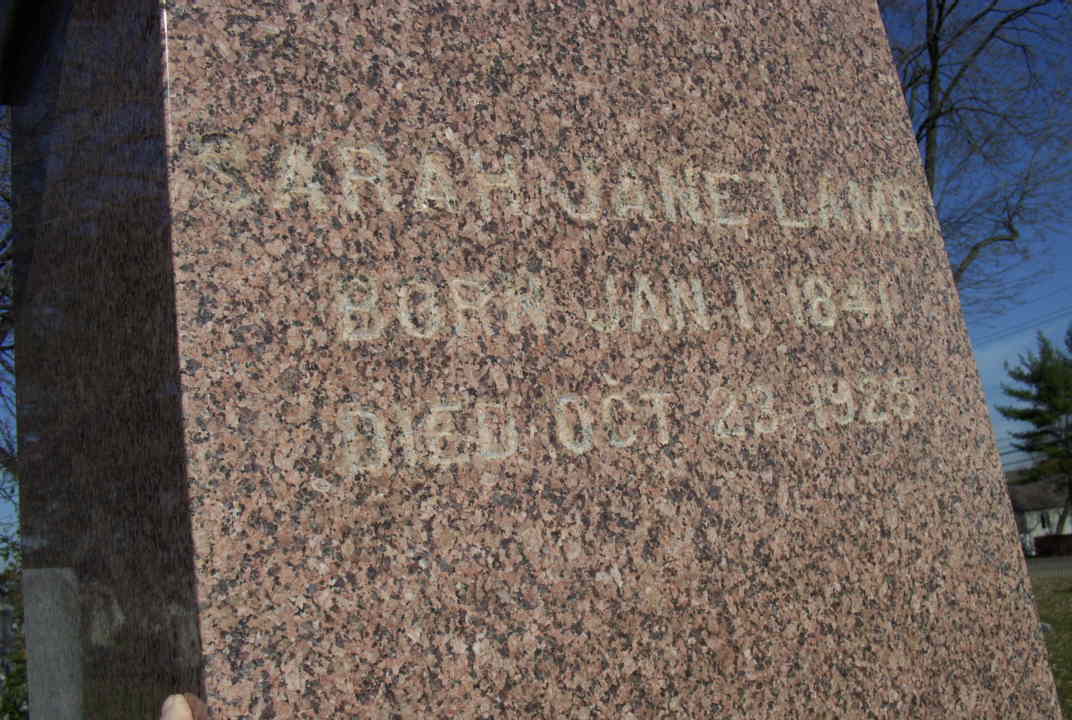 SARAH JANE LAMB
BORN JAN 1, 1841
DIED OCT 23, 1925